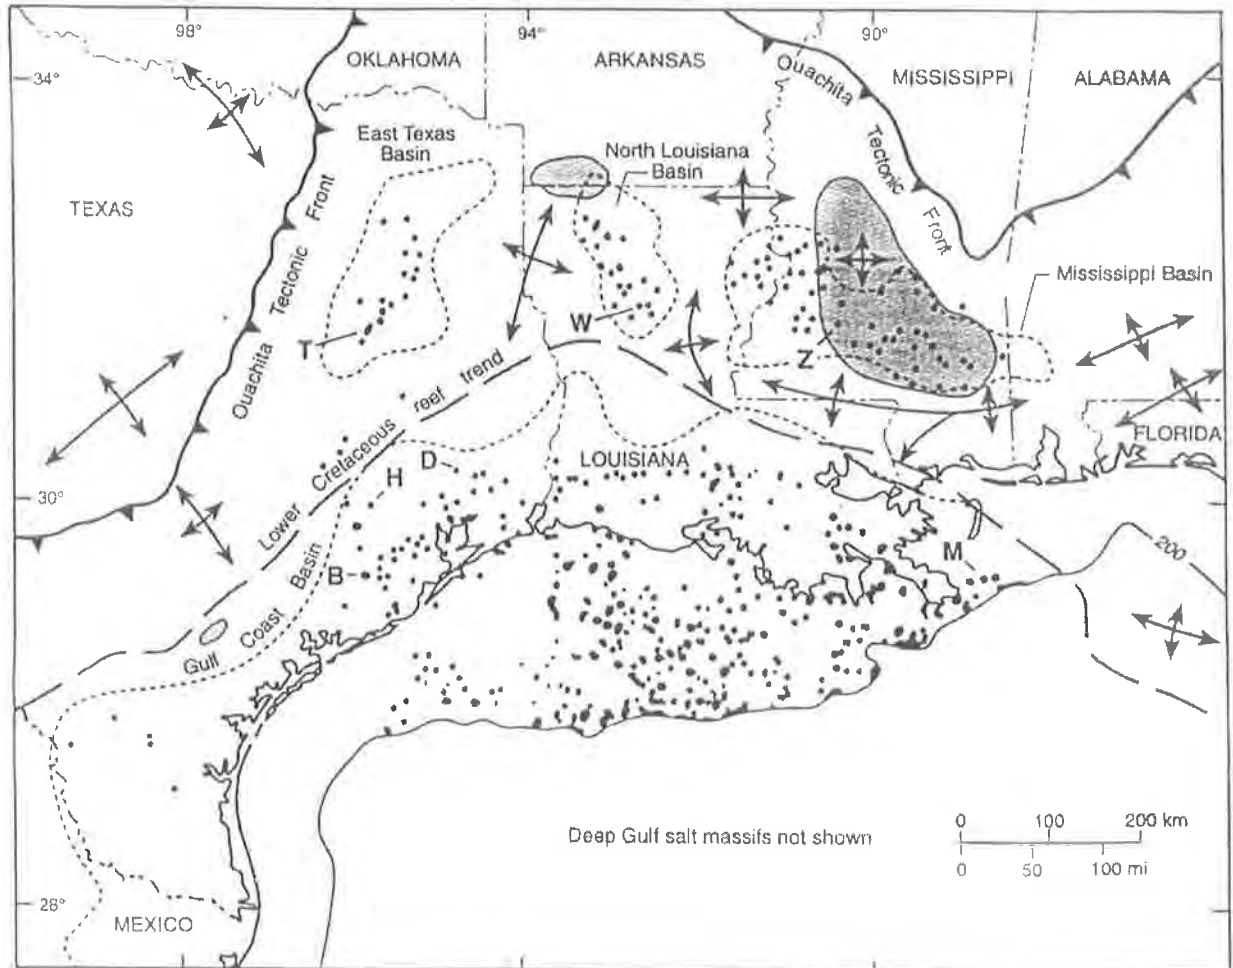 98°
94°
90°
34°
OKLAHOMA
ARKANSAS
MISSISSIPPI
ALABAMA
Ouachita
Tectonic
Front
East Texas
Basin
North Louisiana
Basin
TEXAS
Ouachita Tectonic Front
Mississippi Basin
W
T
Z
Lower Cretaceous reef trend
FLORIDA
D
LOUISIANA
H
30°
M
200
B
Gulf Coast Basin
Deep Gulf salt massifs not shown
0 100 200 km
0 50 100 mi
28°
MEXICO